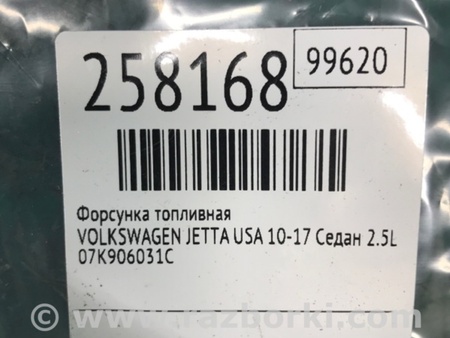 258168
99620
Форсунка топливная
VOLKSWAGEN JETTA USA 10-17 Седан 2.5L
07K906031C
© www.razborki.com